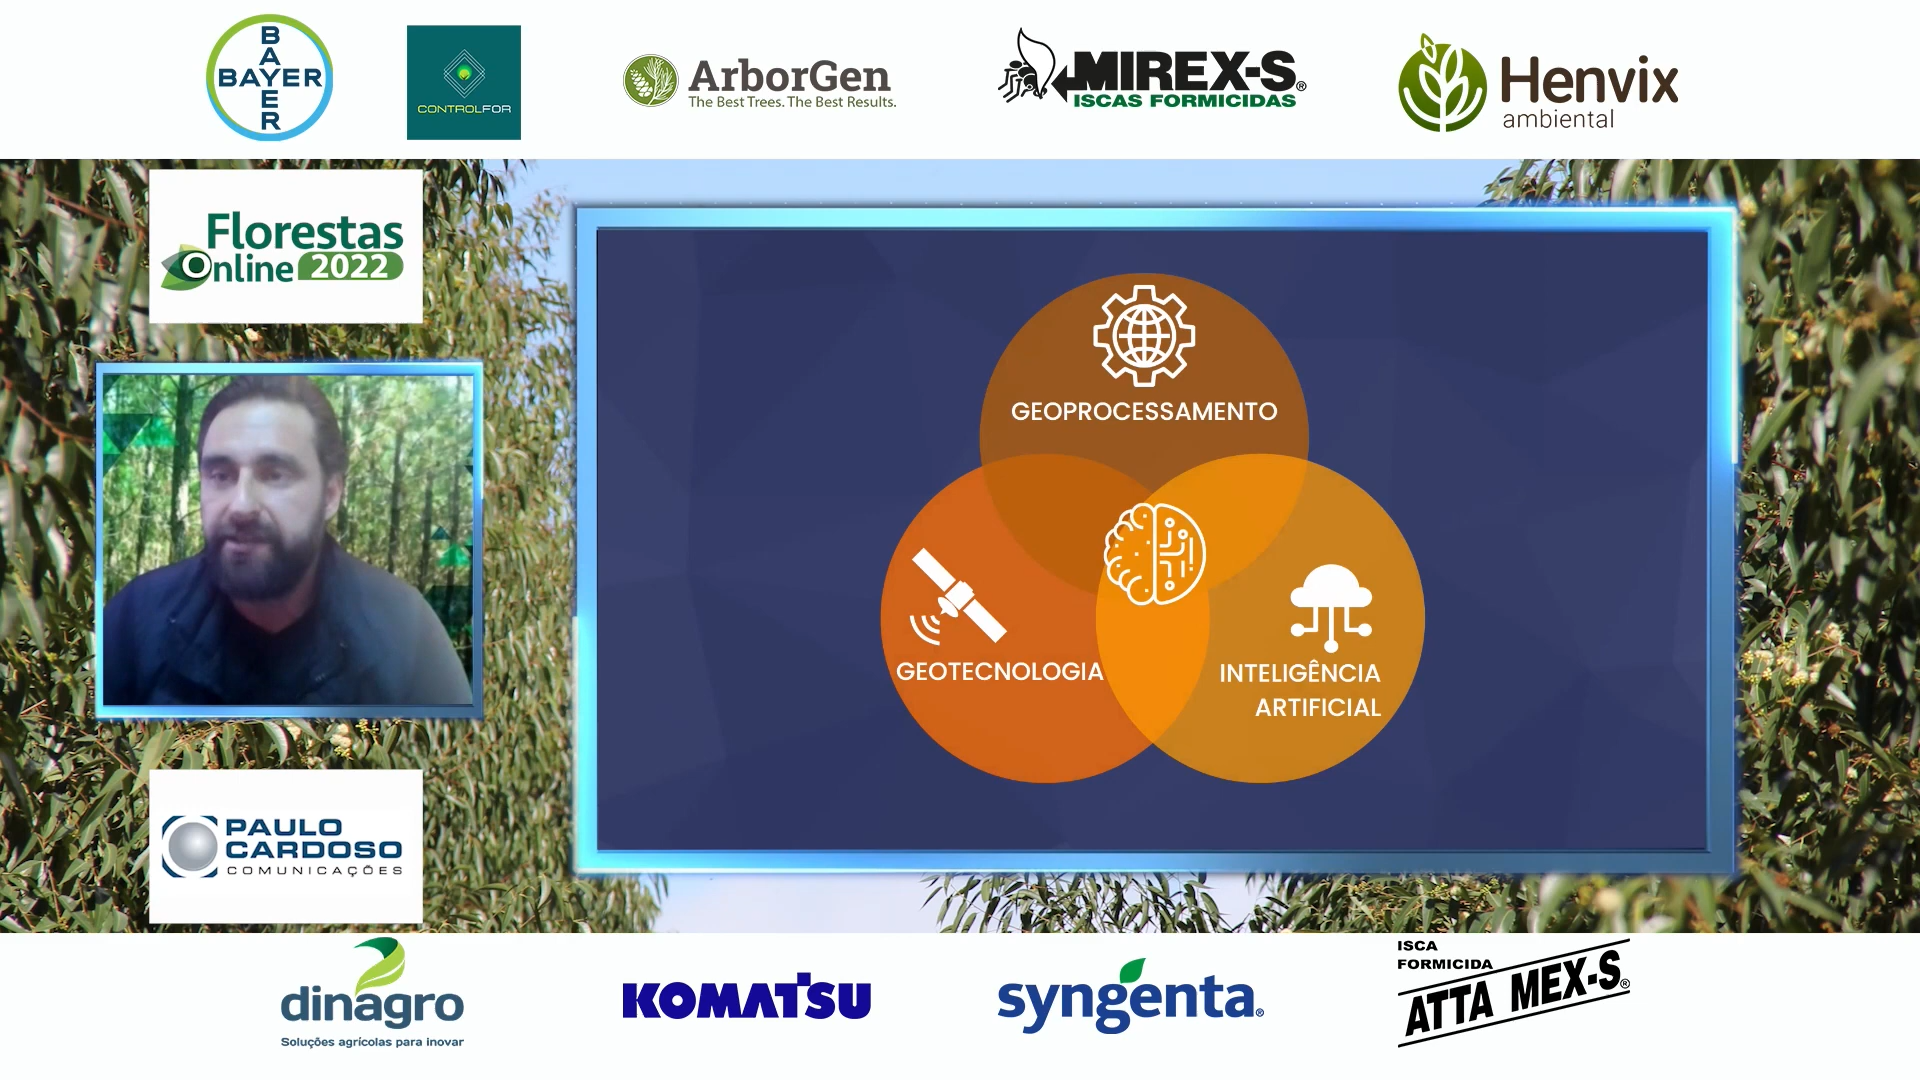 BAYER
BAYER
CONTROLFOR
ArborGen
The Best Trees. The Best Results.
MIREX-S®
ISCAS FORMICIDAS
Henvix
ambiental
Florestas
Online 2022
GEOPROCESSAMENTO
GEOTECNOLOGIA
INTELIGÊNCIA
ARTIFICIAL
PAULO
CARDOSO
COMUNICAÇÕES
dinagro
Soluções agrícolas para inovar
KOMATSU
syngenta®
ISCA
FORMICIDA
ATTA MEX-S®